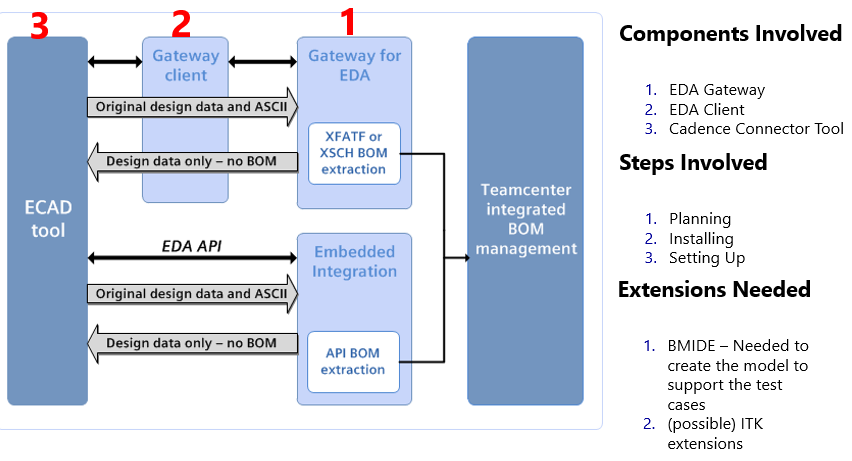 3
2
1
Gateway
client
Gateway for
EDA
Original design data and ASCII
XFATF or
XSCH BOM
extraction
Design data only – no BOM
ECAD
tool
Teamcenter
integrated
BOM
management
EDA API
Embedded
Integration
Original design data and ASCII
Design data only – no BOM
API BOM
extraction
Components Involved
1. EDA Gateway
2. EDA Client
3. Cadence Connector Tool
Steps Involved
1. Planning
2. Installing
3. Setting Up
Extensions Needed
1. BMIDE – Needed to
create the model to
support the test
cases
2. (possible) ITK
extensions